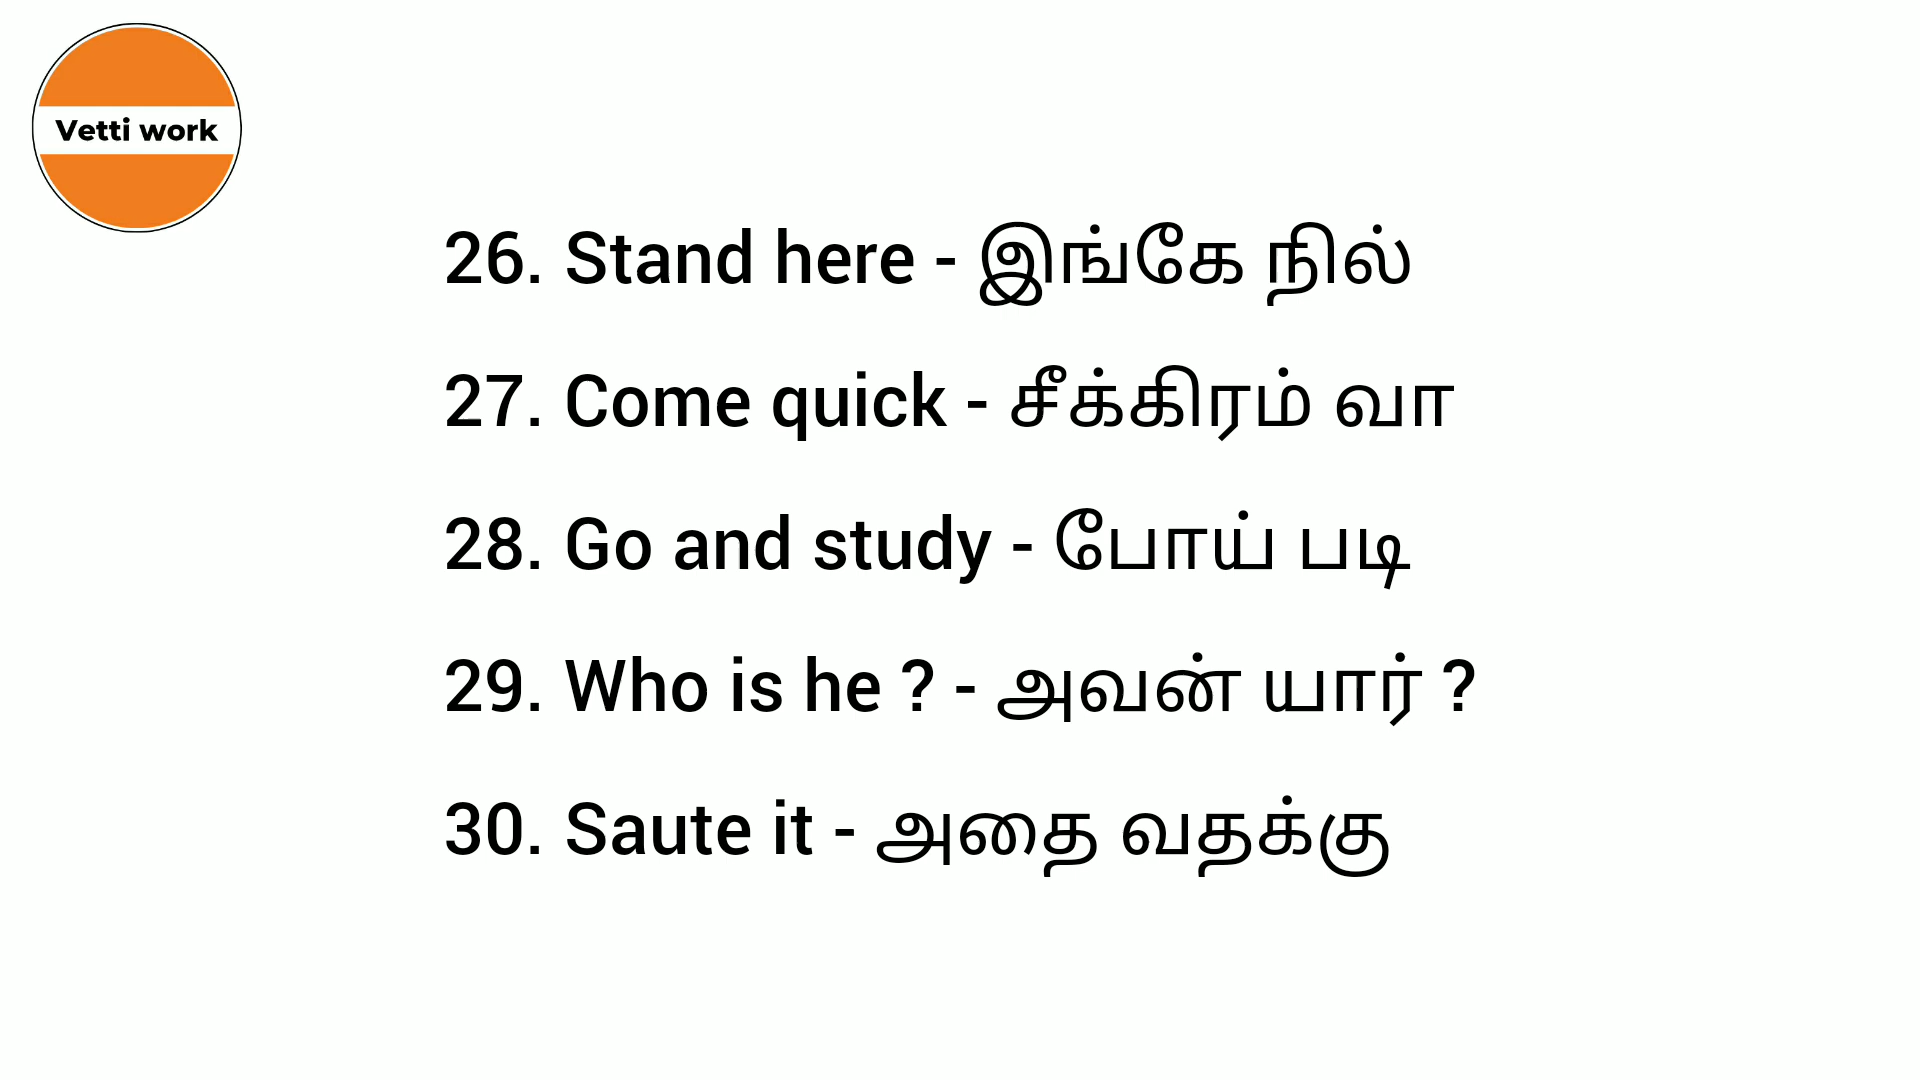 Vetti work
26. Stand here - இங்கே நில்
27. Come quick - சீக்கிரம் வா
28. Go and study - போய் படி
29. Who is he ? - அவன் யார் ?
30. Saute it - அதை வதக்கு